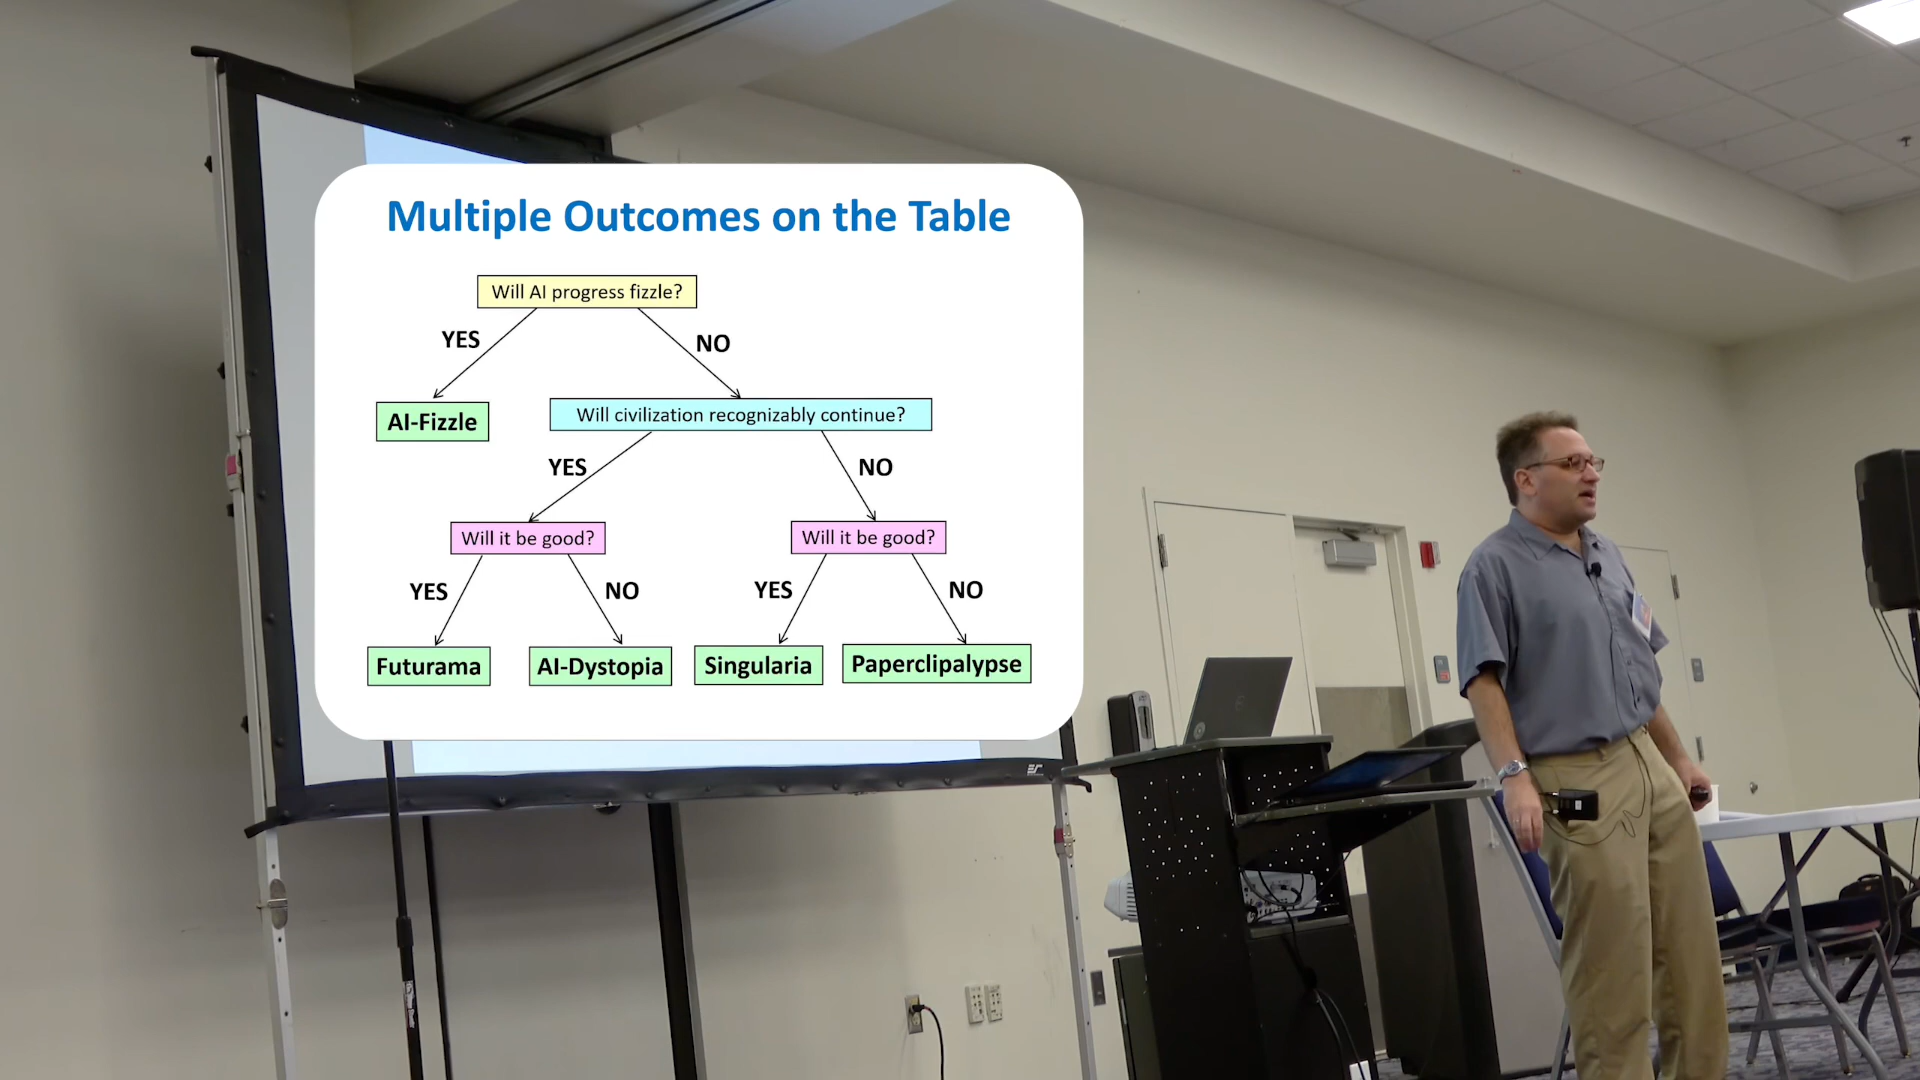 Multiple Outcomes on the Table
Will AI progress fizzle?
YES
NO
AI-Fizzle
Will civilization recognizably continue?
YES
NO
Will it be good?
Will it be good?
YES
NO
YES
NO
Futurama
AI-Dystopia
Singularia
Paperclipalypse